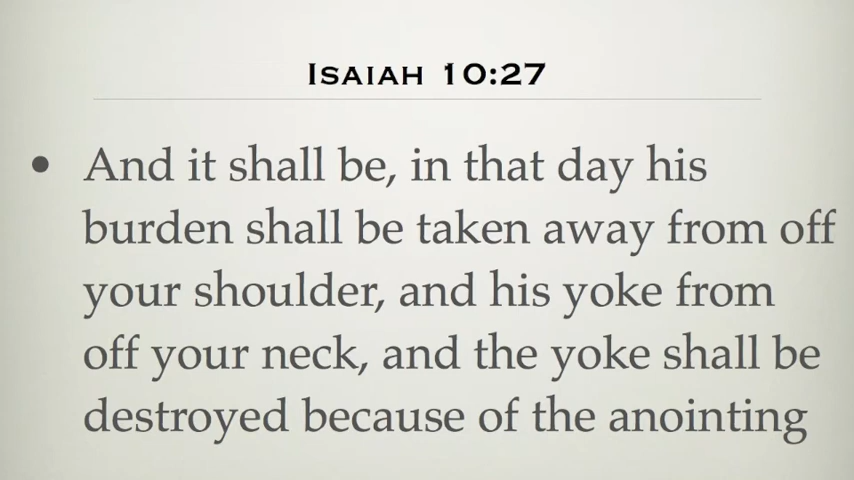 Isaiah 10:27
• And it shall be, in that day his
burden shall be taken away from off
your shoulder, and his yoke from
off your neck, and the yoke shall be
destroyed because of the anointing